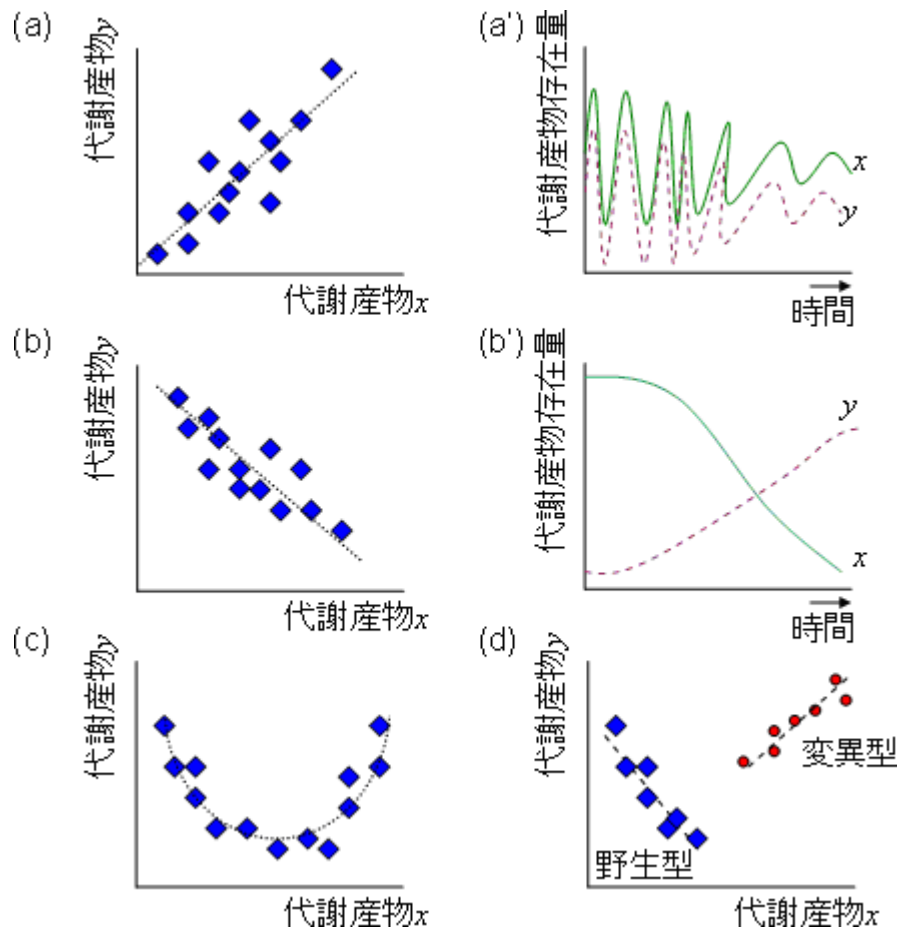 (a)
代謝産物y
代謝産物x
(a')
代謝産物存在量
x
y
時間
(b)
代謝産物y
代謝産物x
(b')
代謝産物存在量
y
x
時間
(c)
代謝産物y
代謝産物x
(d)
代謝産物y
変異型
野生型
代謝産物x